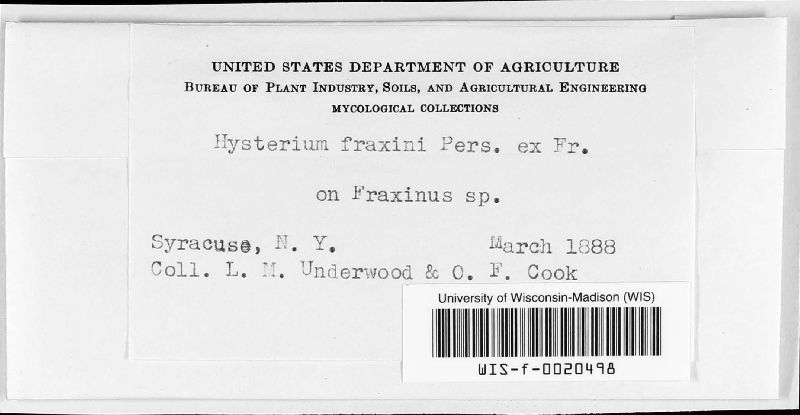 UNITED STATES DEPARTMENT OF AGRICULTURE
BUREAU OF PLANT INDUSTRY, SOILS, AND AGRICULTURAL ENGINEERING
MYCOLOGICAL COLLECTIONS
Hysterium fraxini Pers. ex Fr.
on Fraxinus sp.
Syracuse, N. Y. March 1888
Coll. L. M. Underwood & O. F. Cook
University of Wisconsin-Madison (WIS)
WIS-f-0020498